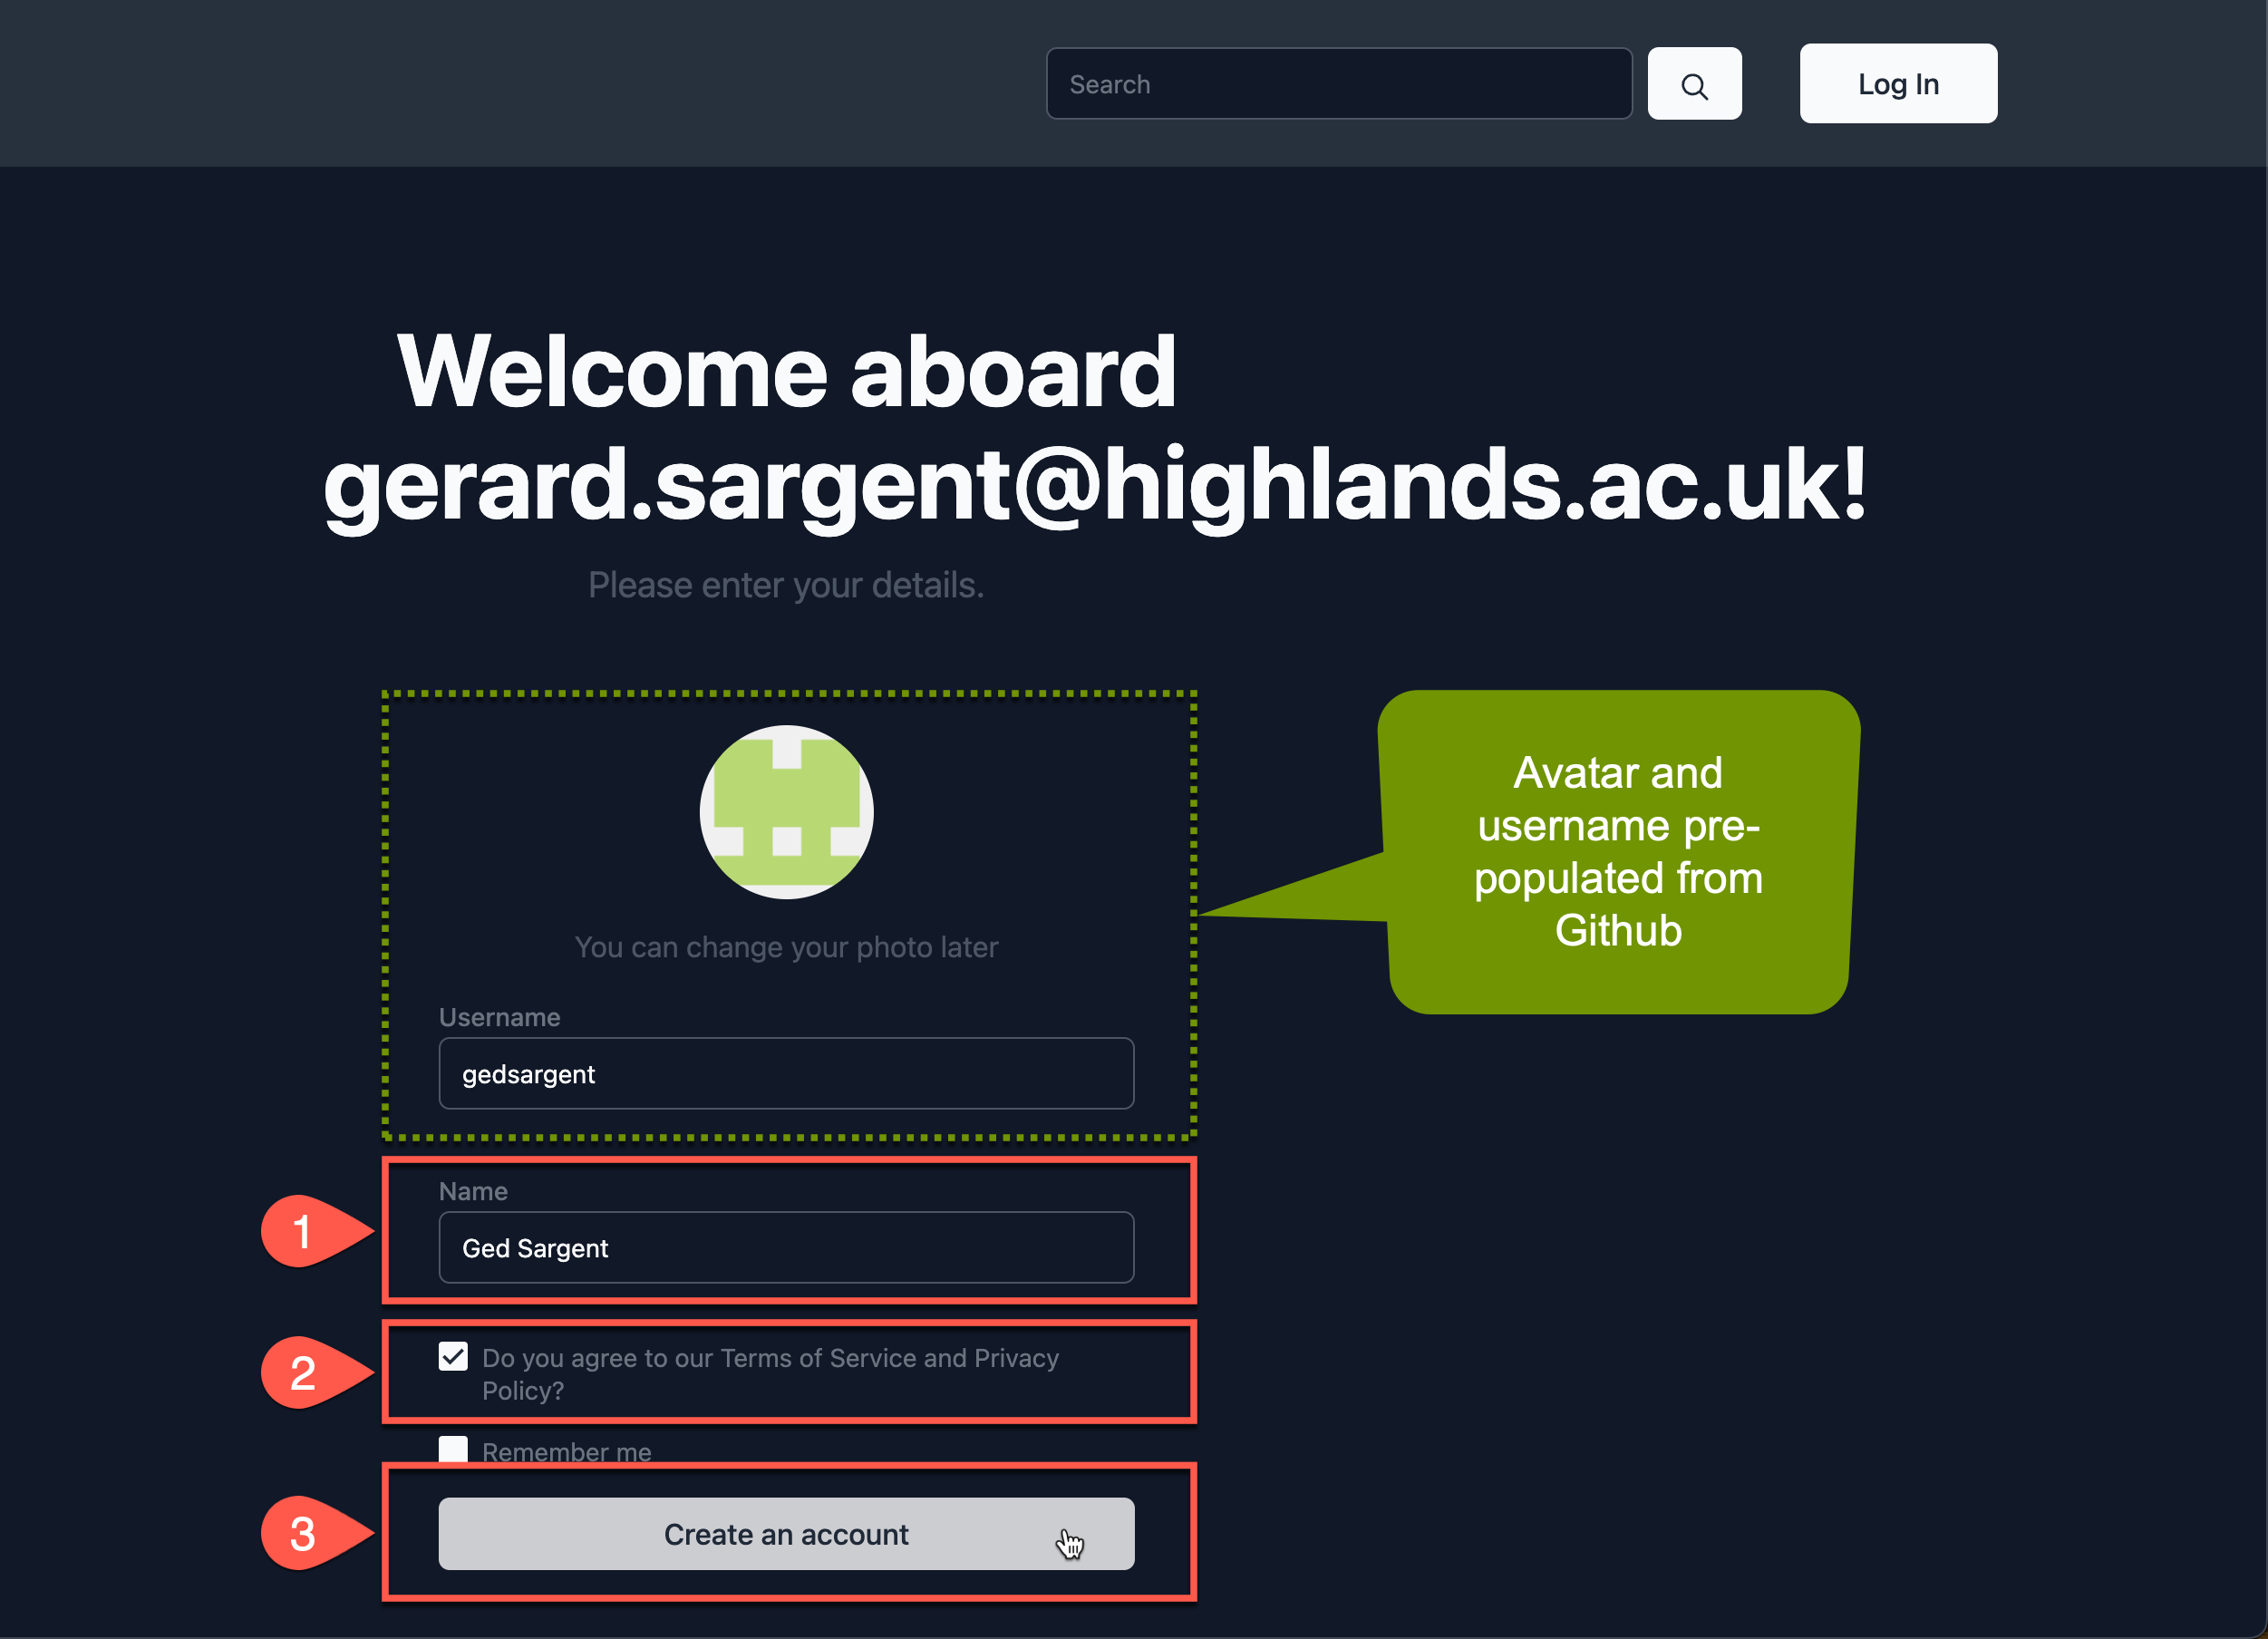 Search
Log In
Welcome aboard
gerard.sargent@highlands.ac.uk!
Please enter your details.
Avatar and
username pre-
populated from
Github
You can change your photo later
Username
gedsargent
1
Name
Ged Sargent
2
Do you agree to our Terms of Service and Privacy
Policy?
Remember me
3
Create an account